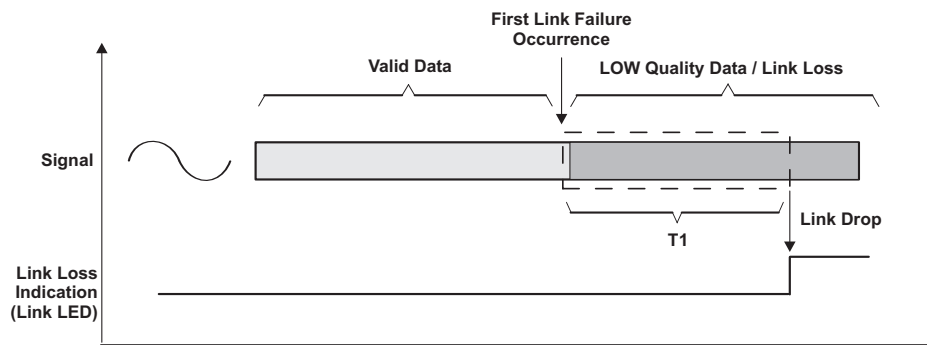 First Link Failure
Occurrence
Valid Data
LOW Quality Data / Link Loss
Signal
T1
Link Drop
Link Loss
Indication
(Link LED)